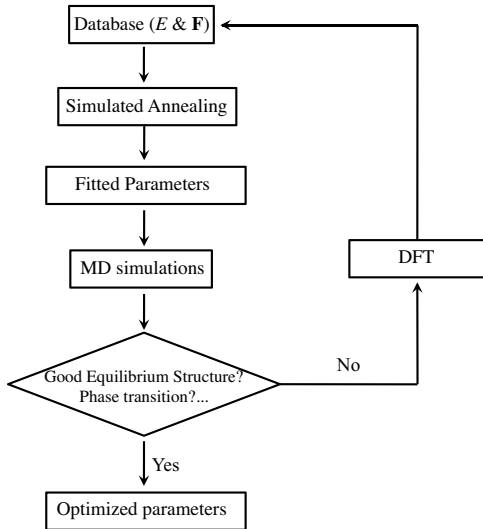 Database (E & F)
Simulated Annealing
Fitted Parameters
MD simulations
DFT
Good Equilibrium Structure?
Phase transition?...
No
Yes
Optimized parameters